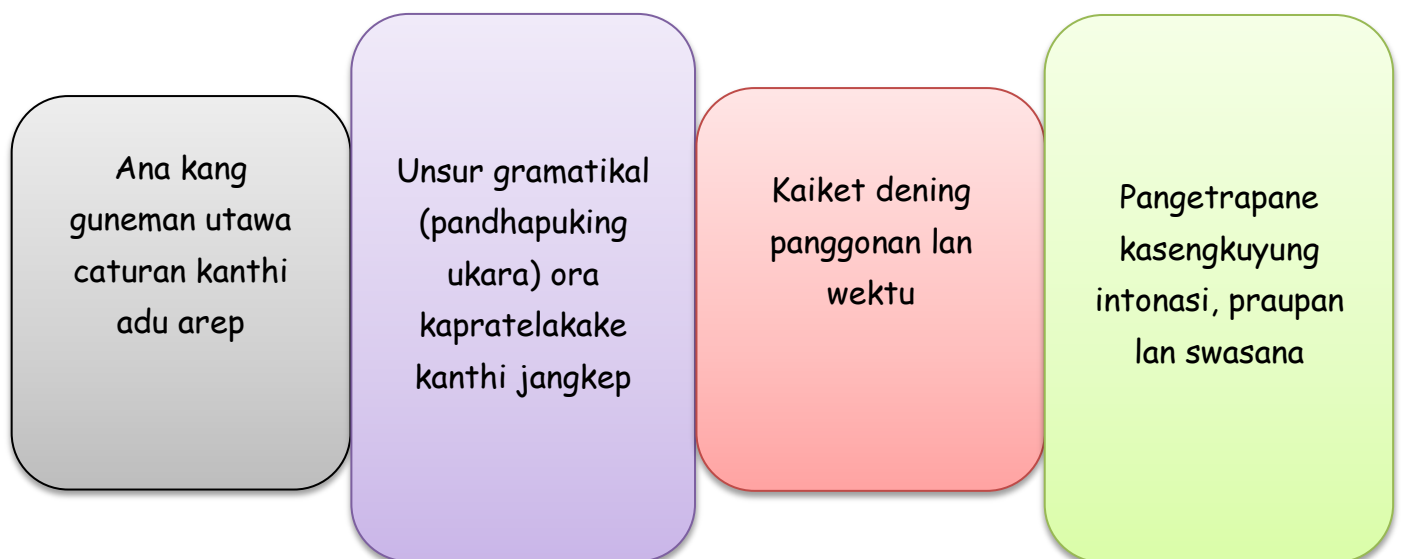 Ana kang
guneman utawa
caturan kanthi
adu arep
Unsur gramatikal
(pandhapuking
ukara) ora
kapratelakake
kanthi jangkep
Kaiket dening
panggonan lan
wektu
Pangetrapane
kasengkuyung
intonasi, praupan
lan swasana